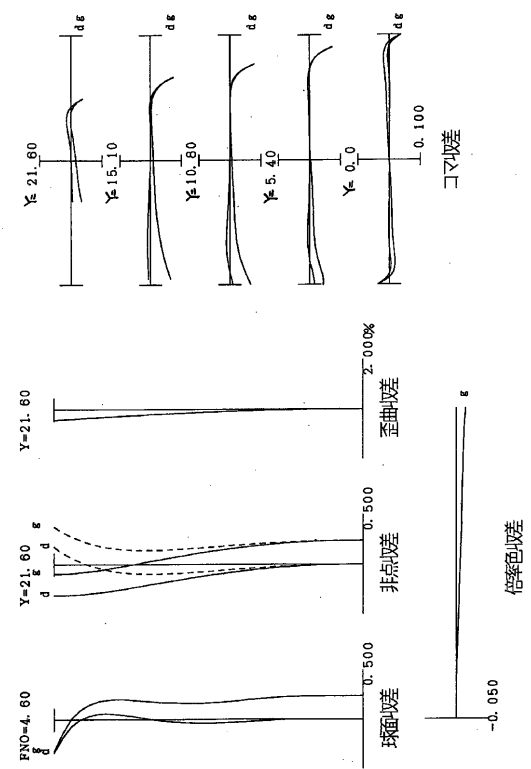 FNO=4.60
g
d
0.500
球面収差
Y=21.60
g
d
d
g
0.500
非点収差
Y=21.60
2.000%
歪曲収差
-0.050
g
倍率色収差
Y=21.60
d g
Y=15.10
d g
Y=10.80
d g
Y=5.40
d g
Y=0.0
d g
0.100
コマ収差